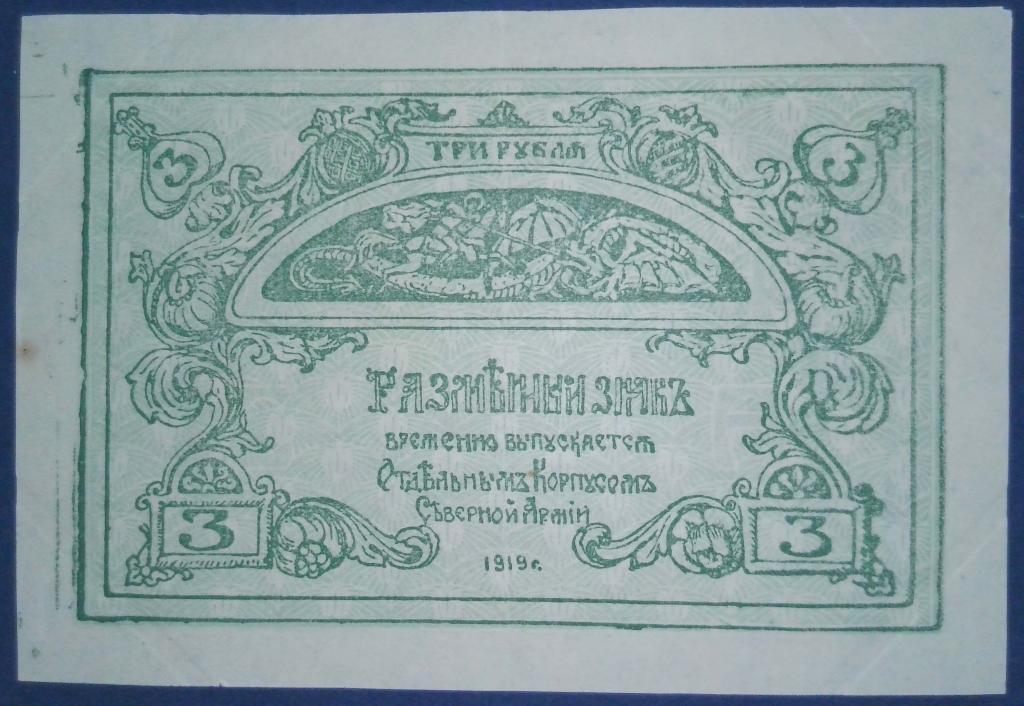 3
ТРИ РУБЛЯ
3
РАЗМѢННЫЙ ЗНАКЪ
ВРЕМЕННО ВЫПУСКАЕТСЯ
ОТДѢЛЬНЫМЪ КОРПУСОМЪ
СѢВЕРНОЙ АРМІИ
3
1919 г.
3